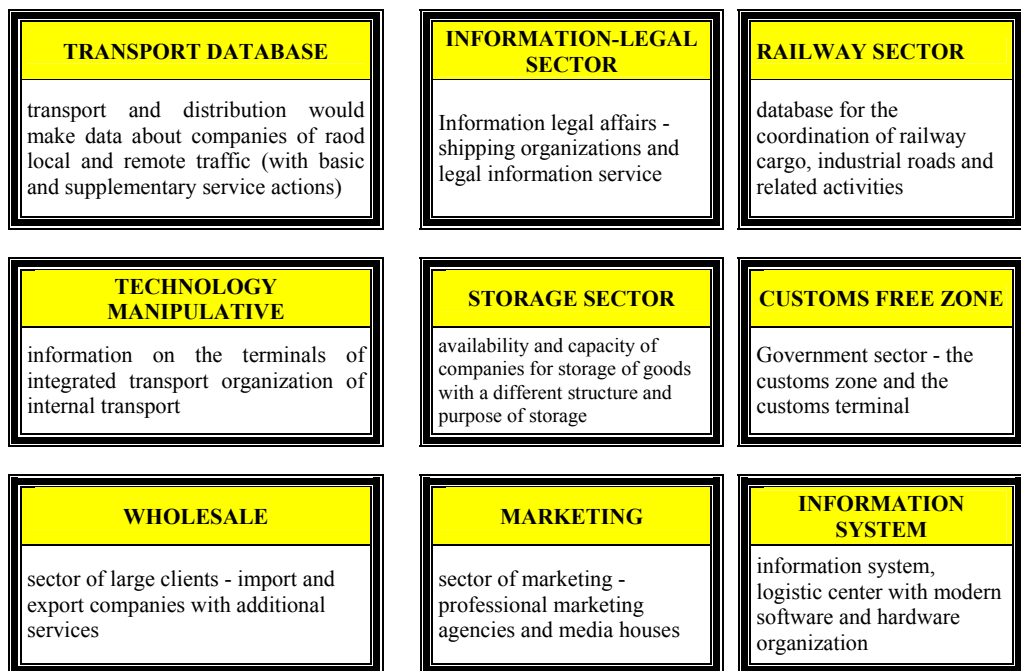 TRANSPORT DATABASE
transport and distribution would
make data about companies of raod
local and remote traffic (with basic
and supplementary service actions)
INFORMATION-LEGAL
SECTOR
Information legal affairs -
shipping organizations and
legal information service
RAILWAY SECTOR
database for the
coordination of railway
cargo, industrial roads and
related activities
TECHNOLOGY
MANIPULATIVE
information on the terminals of
integrated transport organization of
internal transport
STORAGE SECTOR
availability and capacity of
companies for storage of goods
with a different structure and
purpose of storage
CUSTOMS FREE ZONE
Government sector - the
customs zone and the
customs terminal
WHOLESALE
sector of large clients - import and
export companies with additional
services
MARKETING
sector of marketing -
professional marketing
agencies and media houses
INFORMATION
SYSTEM
information system,
logistic center with modern
software and hardware
organization